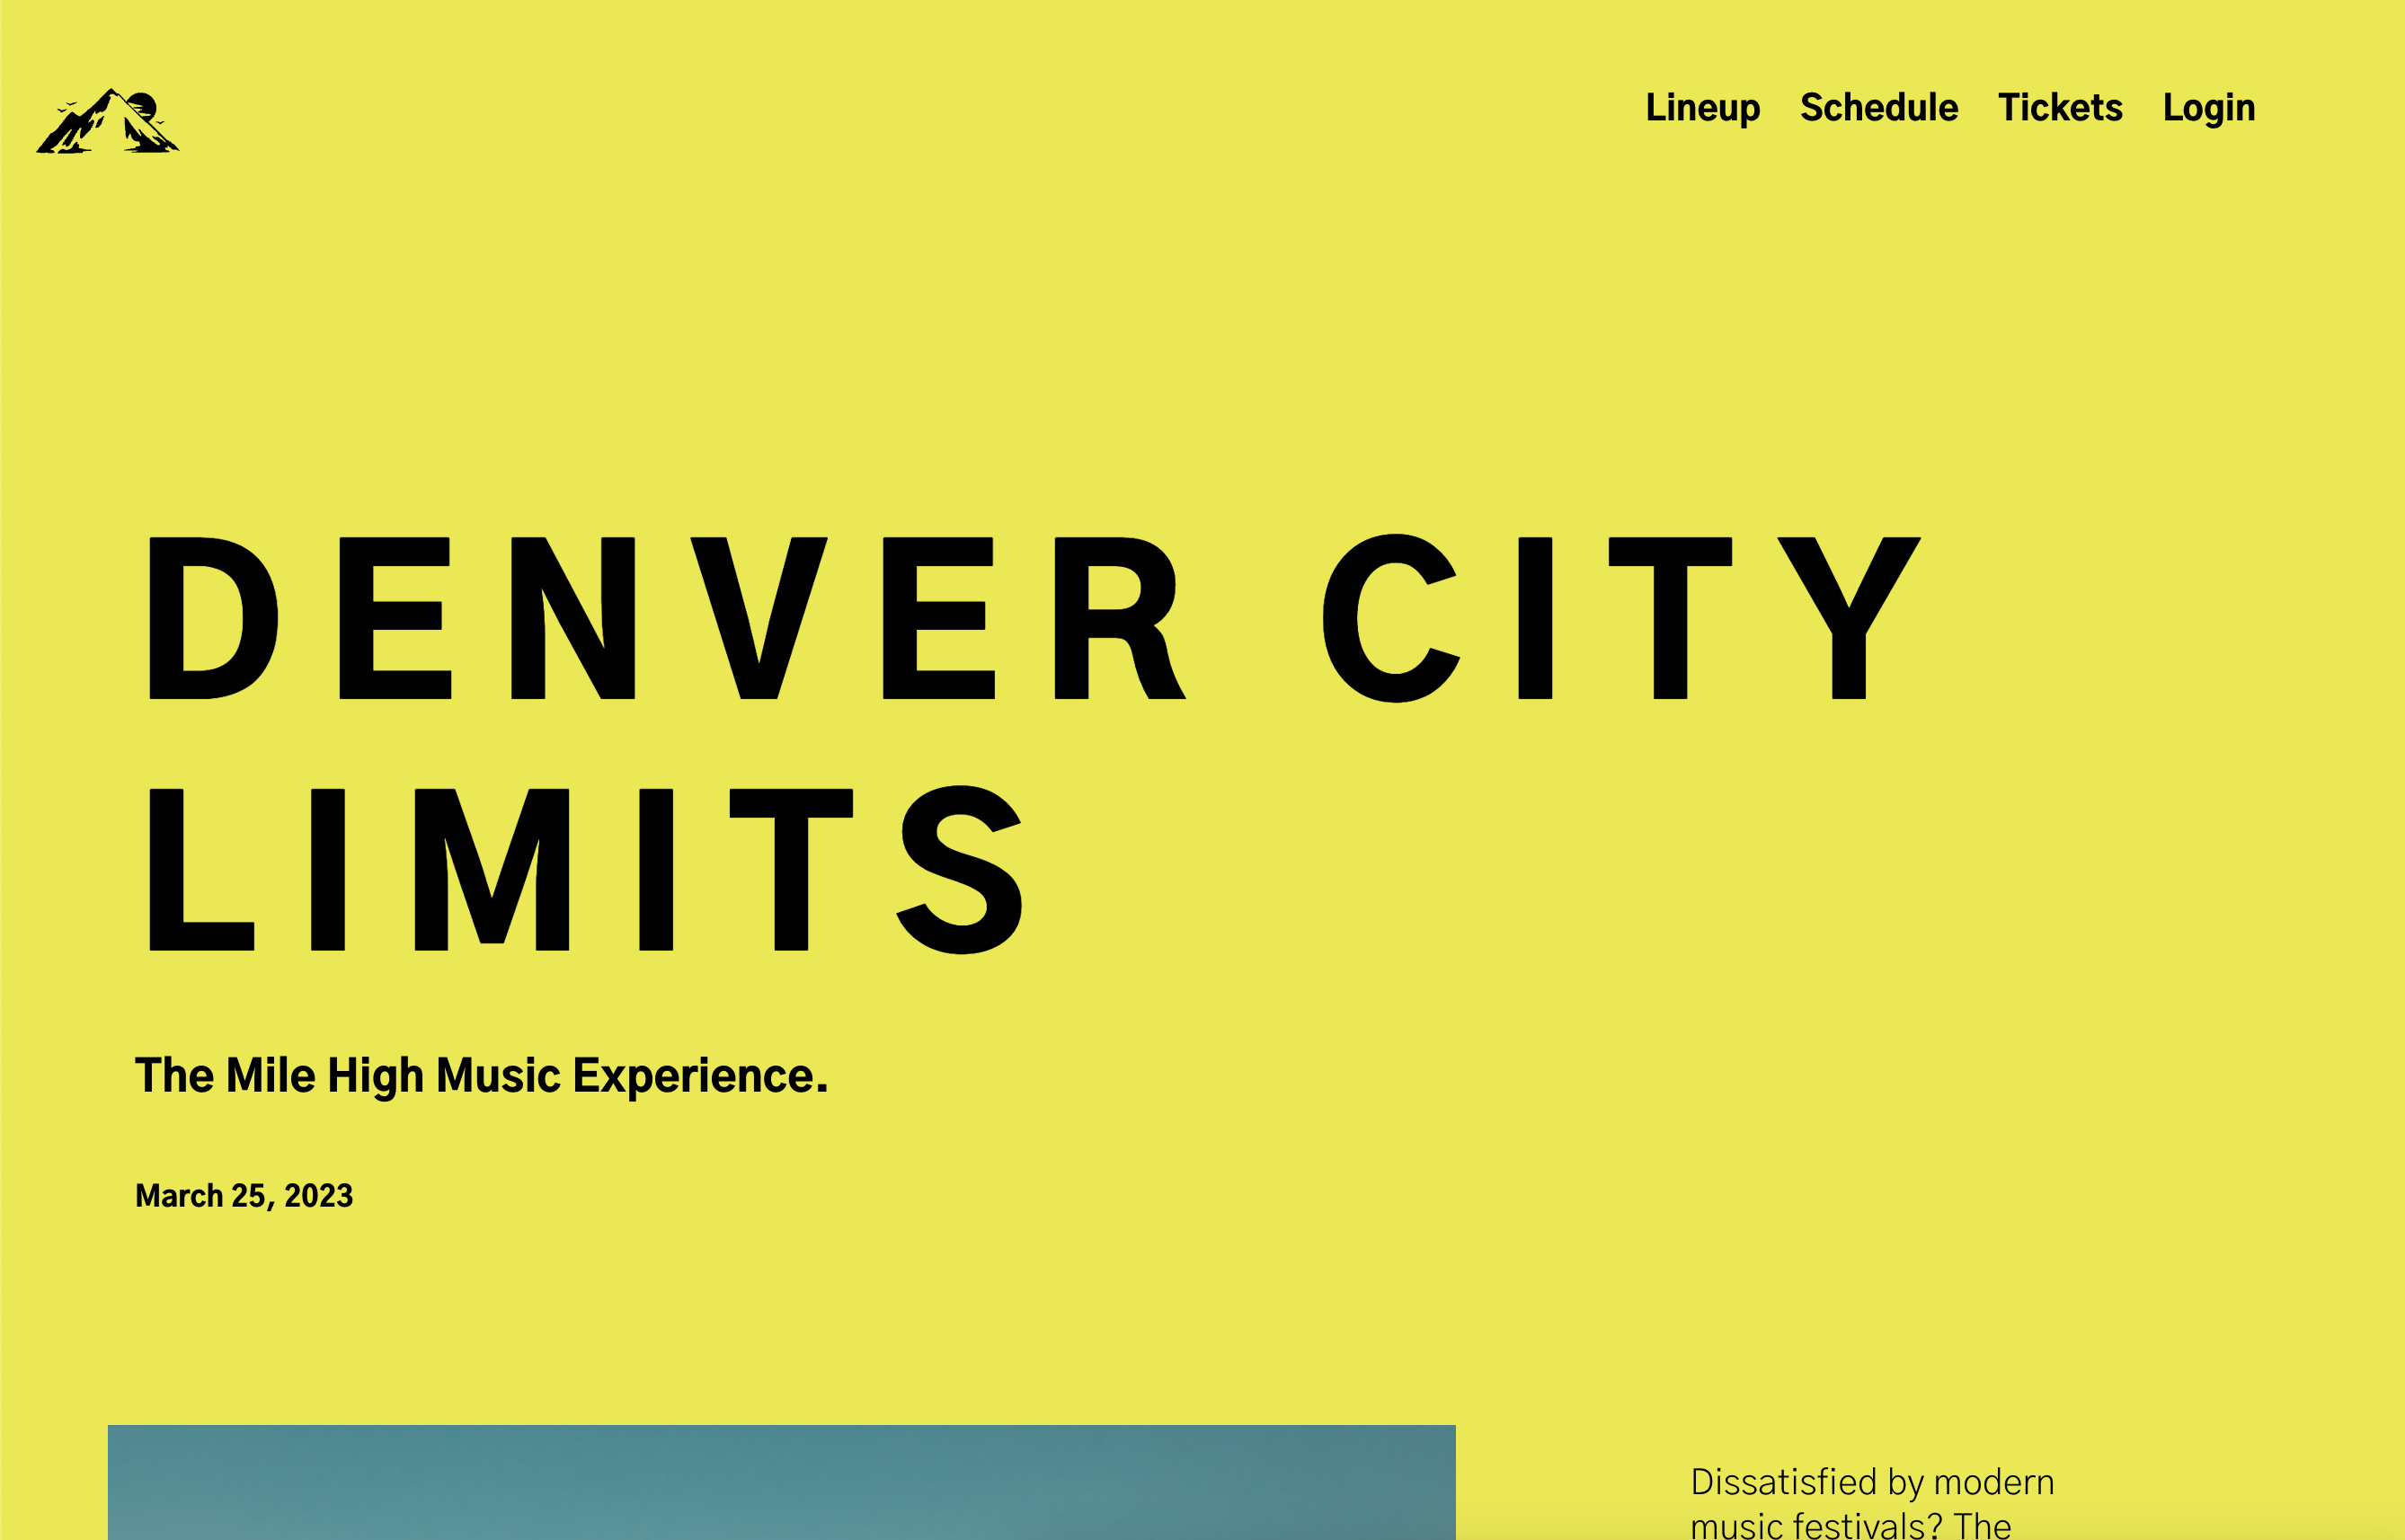 Lineup Schedule Tickets Login
DENVER CITY
LIMITS
The Mile High Music Experience.
March 25, 2023
Dissatisfied by modern
music festivals? The